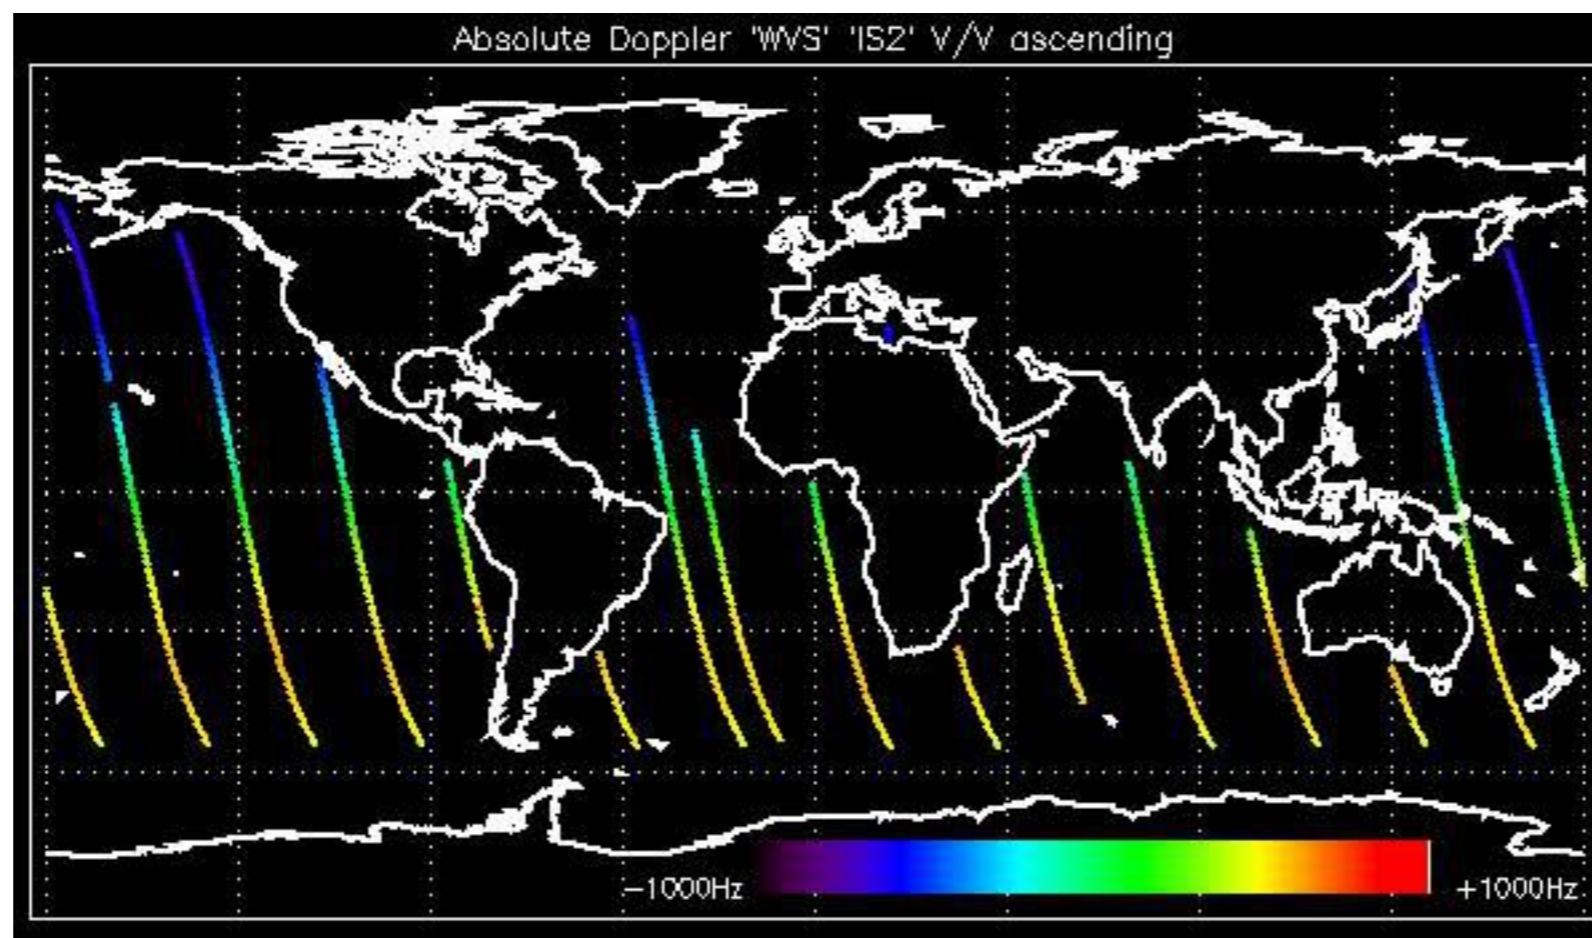 Absolute Doppler 'WVS' 'IS2' V/V ascending
-1000Hz
+1000Hz